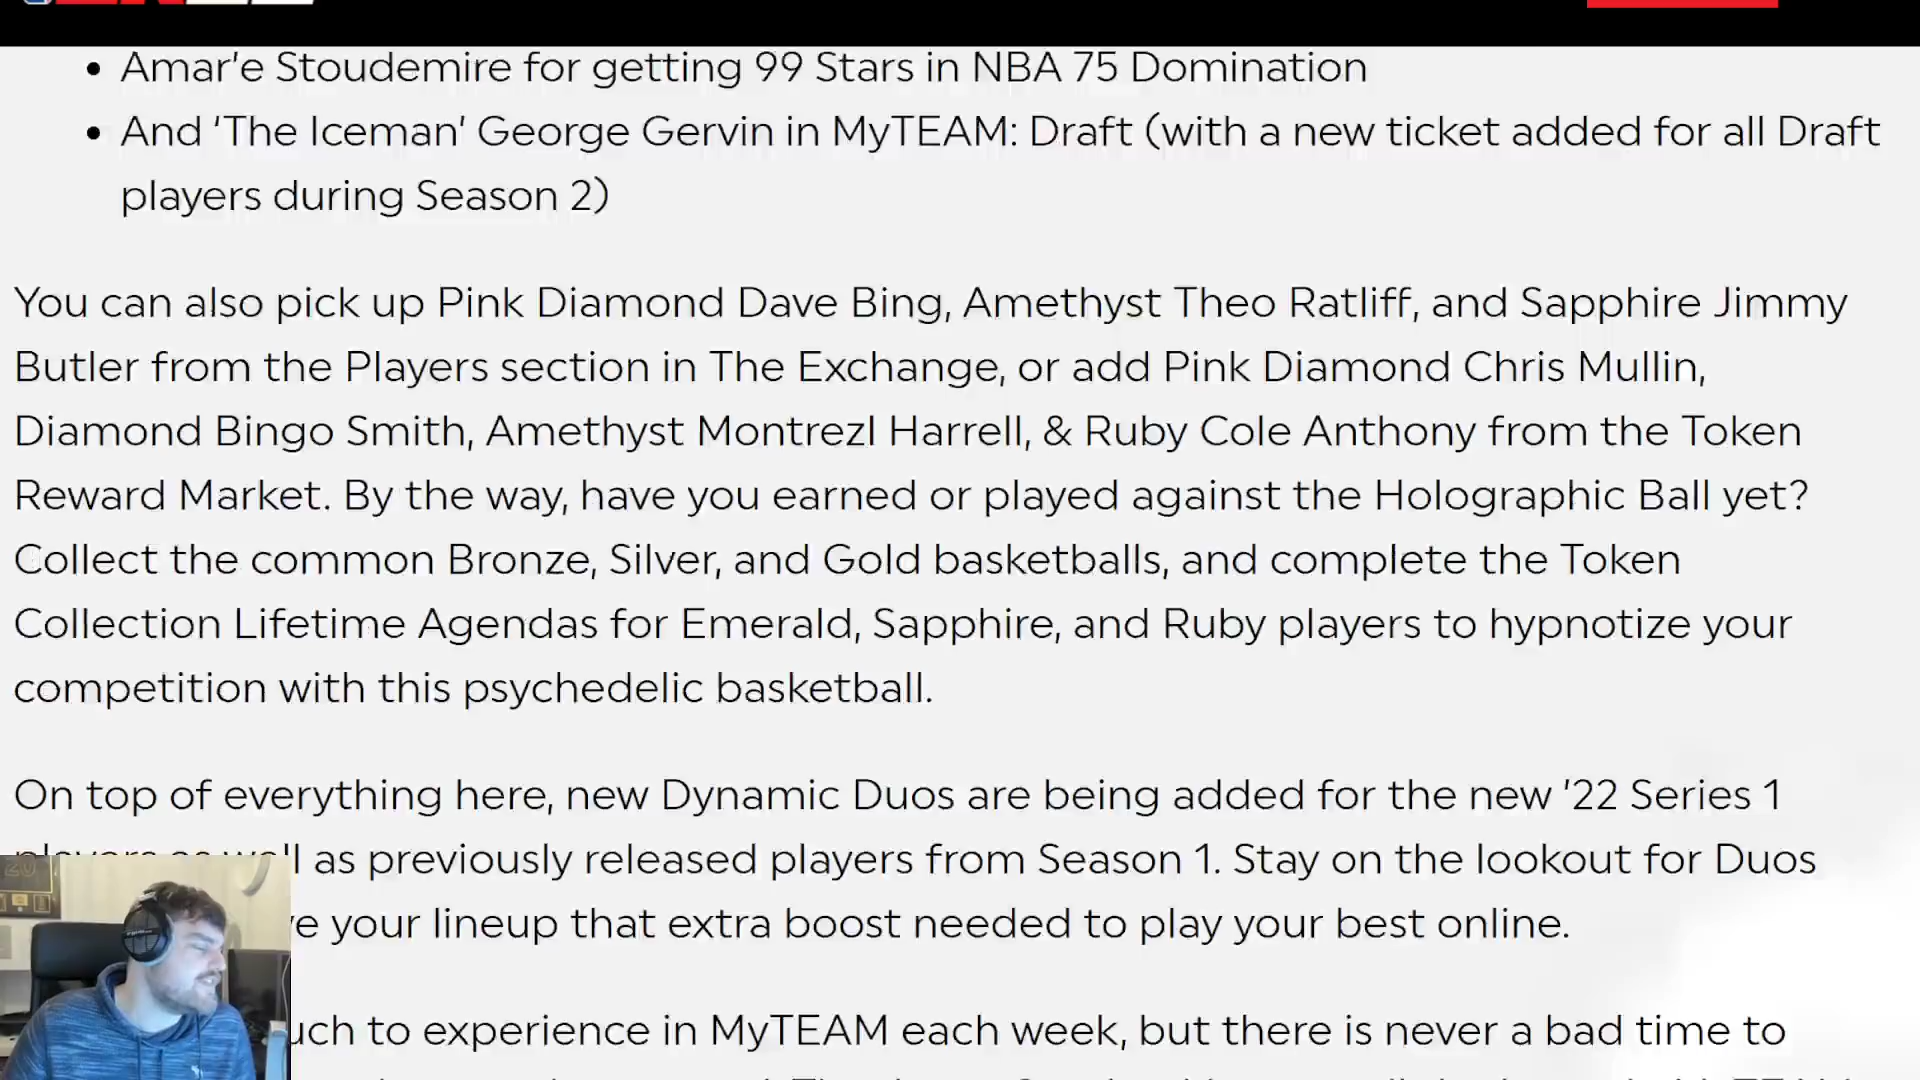 • Amar’e Stoudemire for getting 99 Stars in NBA 75 Domination
• And ‘The Iceman’ George Gervin in MyTEAM: Draft (with a new ticket added for all Draft
players during Season 2)
You can also pick up Pink Diamond Dave Bing, Amethyst Theo Ratliff, and Sapphire Jimmy
Butler from the Players section in The Exchange, or add Pink Diamond Chris Mullin,
Diamond Bingo Smith, Amethyst Montrezl Harrell, & Ruby Cole Anthony from the Token
Reward Market. By the way, have you earned or played against the Holographic Ball yet?
Collect the common Bronze, Silver, and Gold basketballs, and complete the Token
Collection Lifetime Agendas for Emerald, Sapphire, and Ruby players to hypnotize your
competition with this psychedelic basketball.
On top of everything here, new Dynamic Duos are being added for the new ’22 Series 1
players as well as previously released players from Season 1. Stay on the lookout for Duos
your lineup that extra boost needed to play your best online.
to experience in MyTEAM each week, but there is never a bad time to